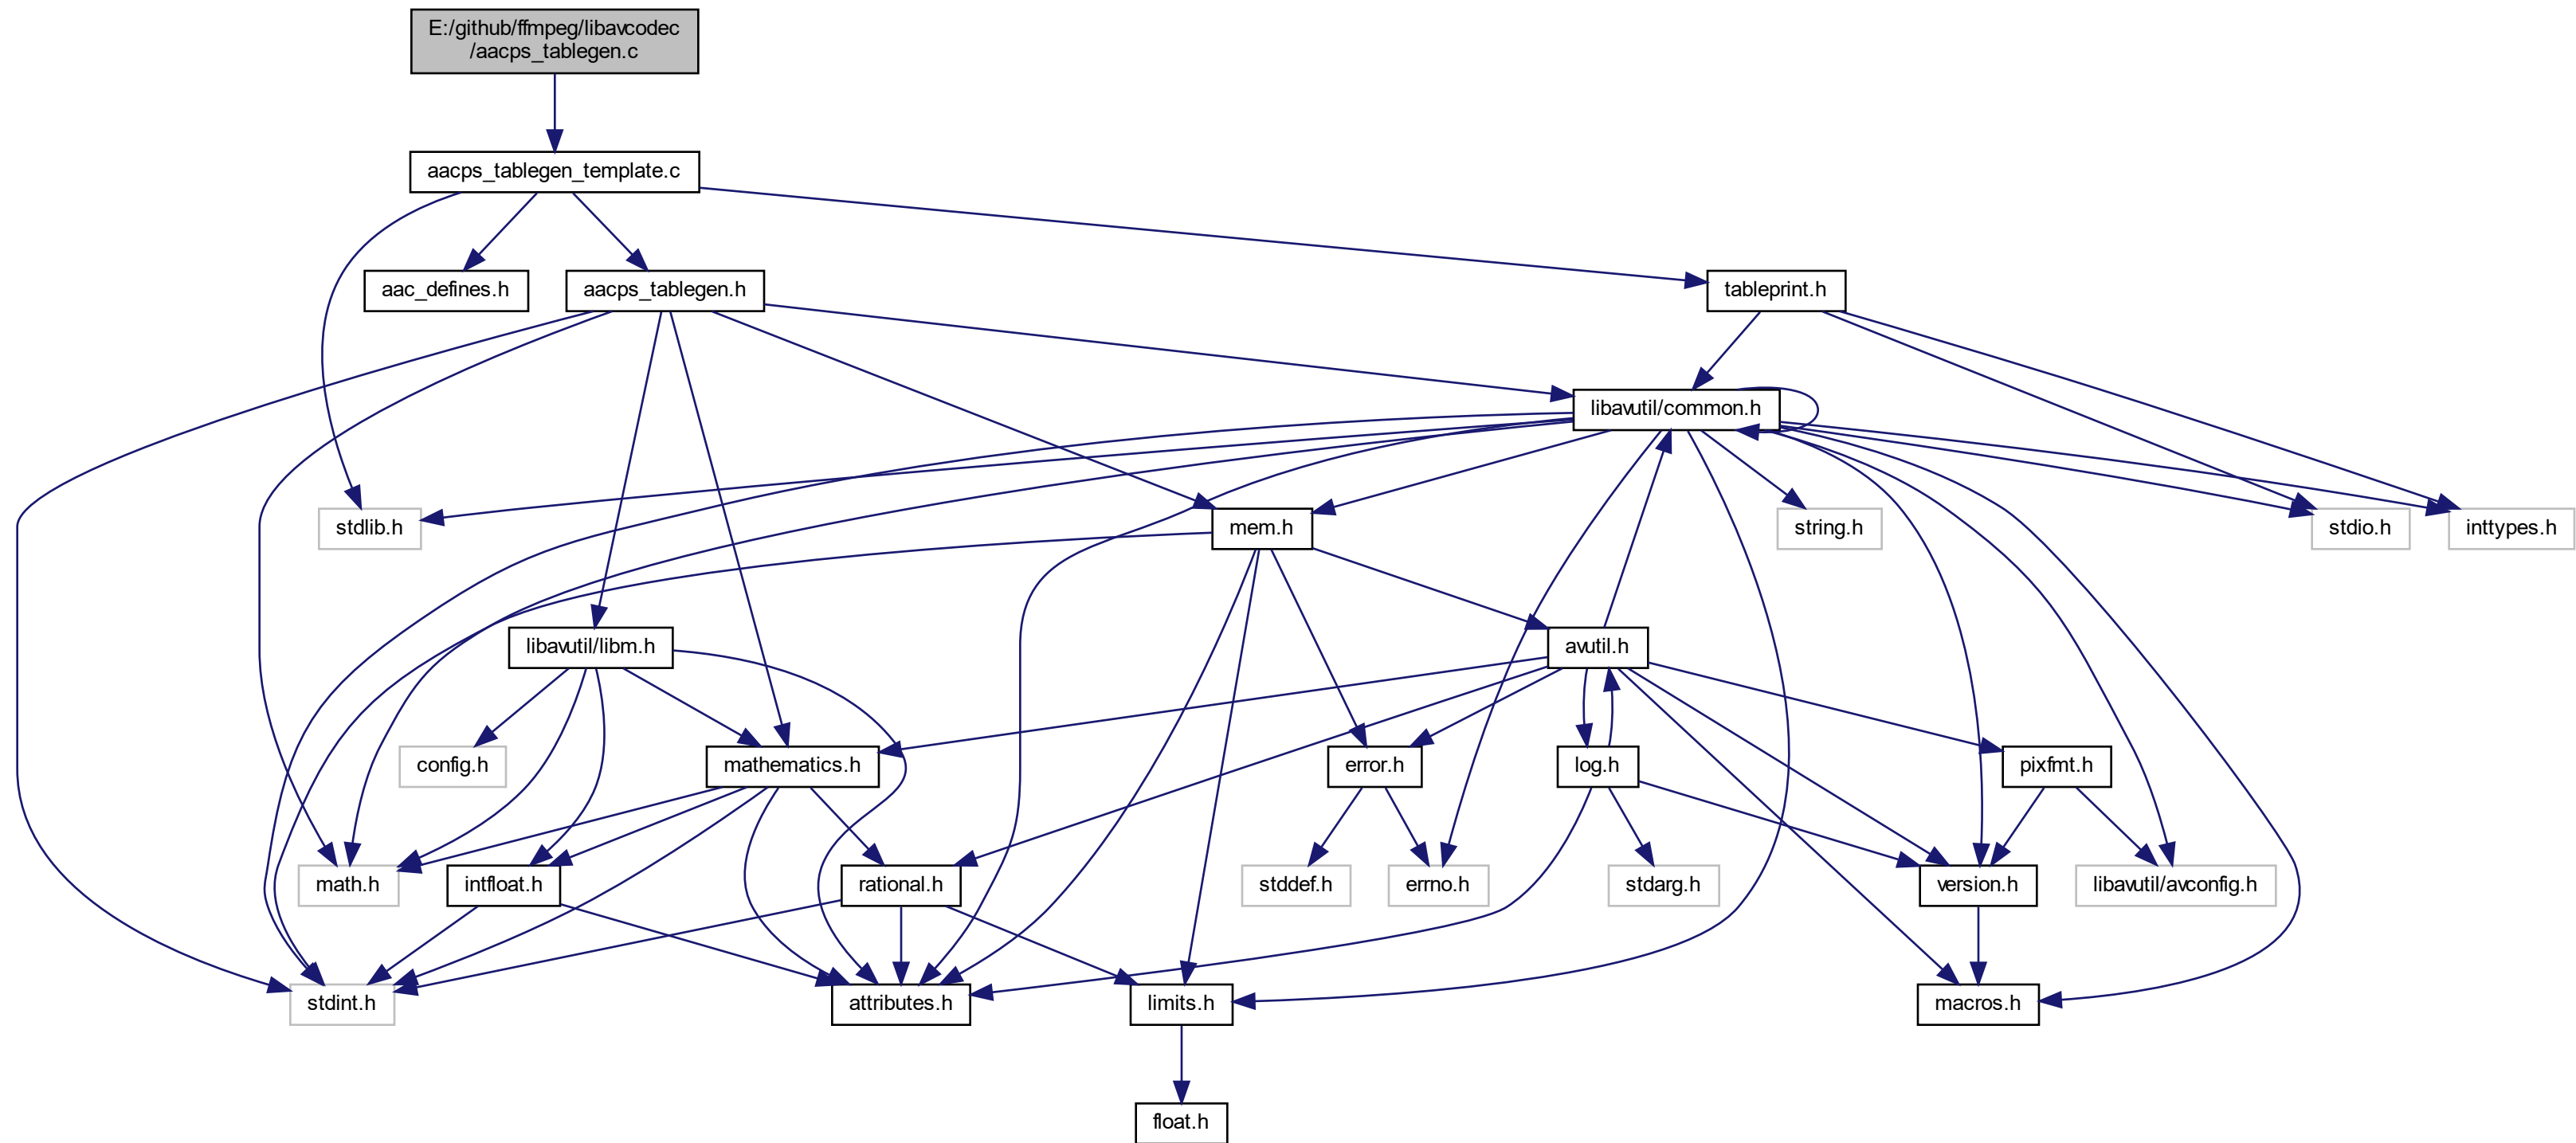 E:/github/ffmpeg/libavcodec
/aacps_tablegen.c
aacps_tablegen_template.c
aac_defines.h
aacps_tablegen.h
tableprint.h
libavutil/common.h
stdlib.h
mem.h
string.h
stdio.h
inttypes.h
libavutil/libm.h
avutil.h
config.h
mathematics.h
error.h
log.h
pixfmt.h
math.h
intfloat.h
rational.h
stddef.h
errno.h
stdarg.h
version.h
libavutil/avconfig.h
stdint.h
attributes.h
limits.h
macros.h
float.h